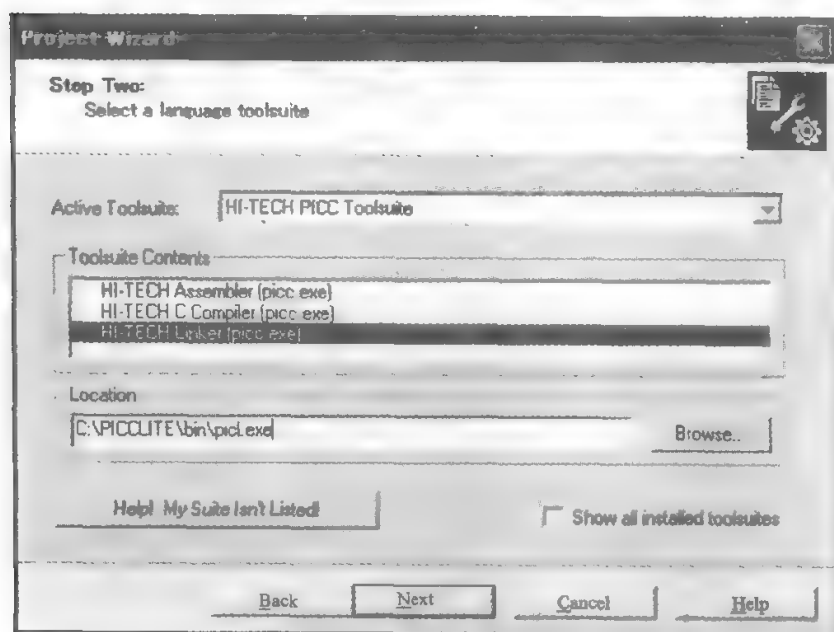 Project Wizard
Step Two:
Select a language toolsuite
Active Toolsuite: HI-TECH PICC Toolsuite
Toolsuite Contents
HI-TECH Assembler (picc.exe)
HI-TECH C Compiler (picc.exe)
HI-TECH Linker (picc.exe)
Location
C:\PICCLITE\bin\picl.exe
Browse..
Help! My Suite Isn't Listed!
Show all installed toolsuites
Back Next Cancel Help